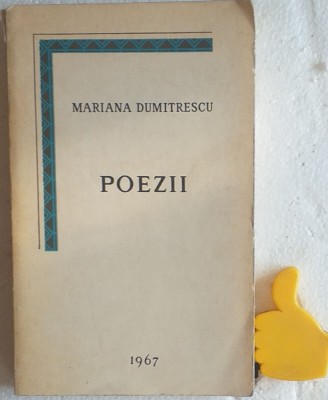 MARIANA DUMITRESCU
POEZII
1967